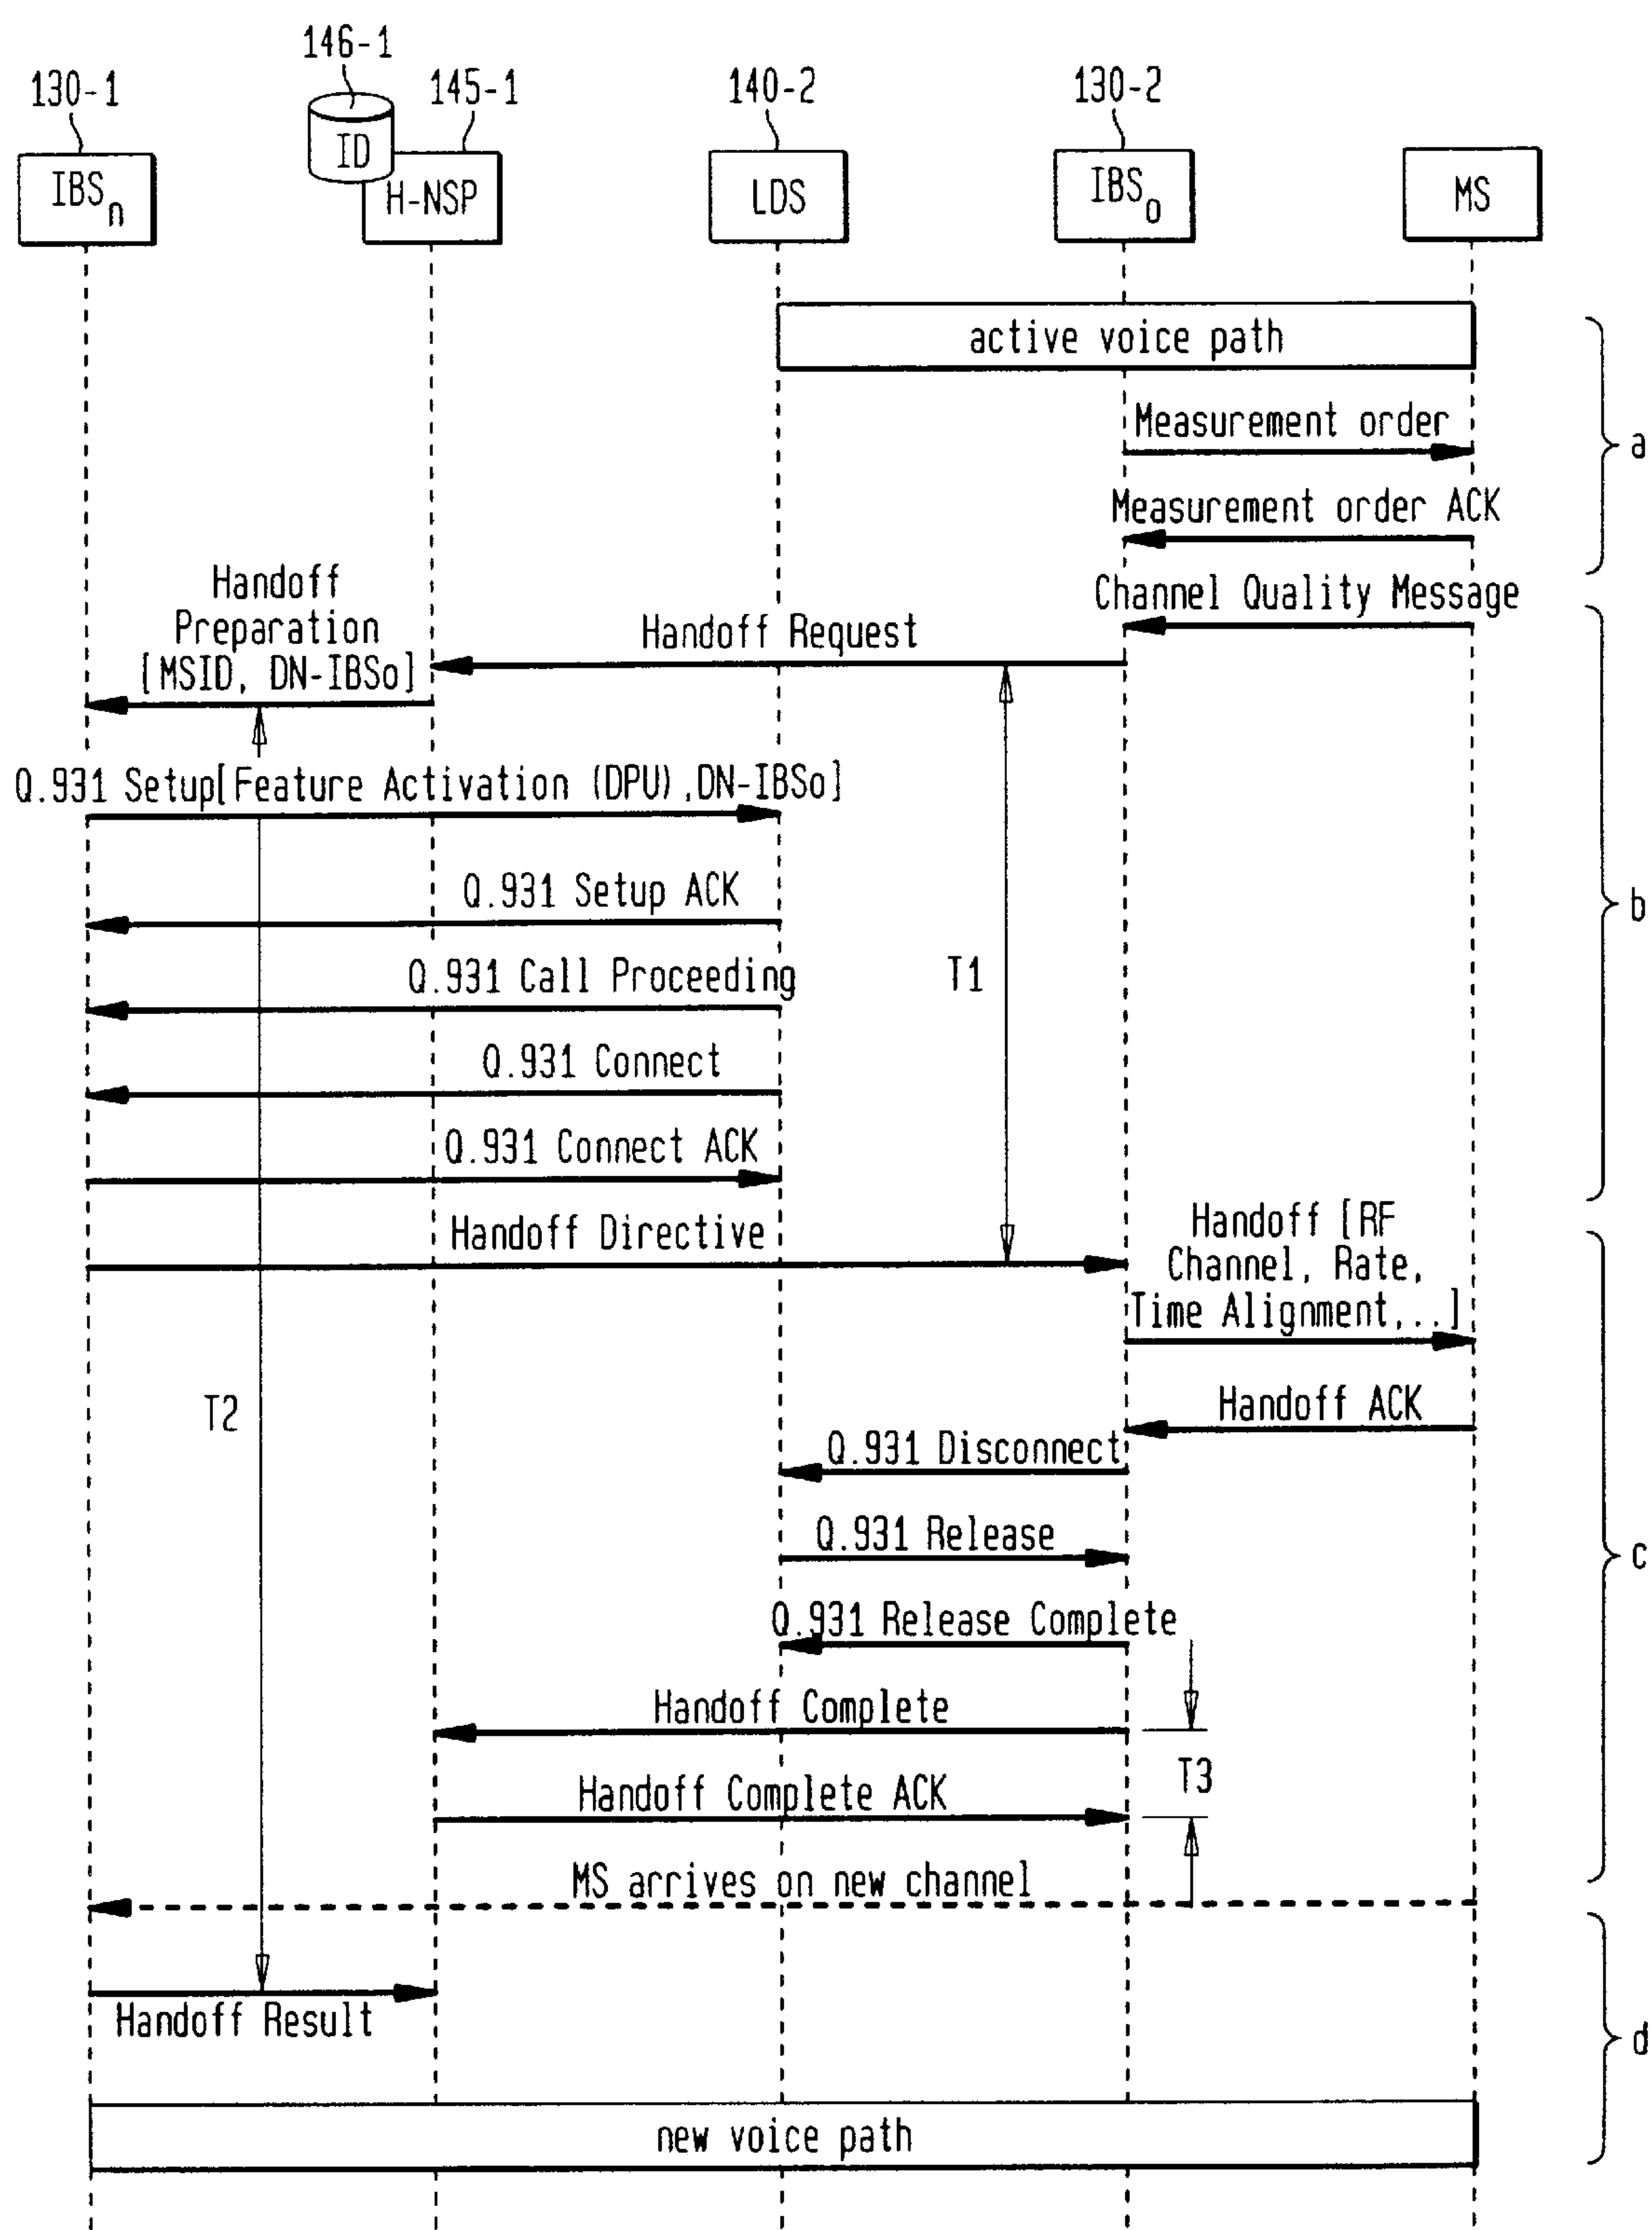 146-1
130-1
145-1
140-2
130-2
ID
IBSn
H-NSP
LDS
IBSo
MS
active voice path
Measurement order
a
Measurement order ACK
Handoff
Preparation
[MSID, DN-IBSo]
Channel Quality Message
Handoff Request
Q.931 Setup[Feature Activation (DPU),DN-IBSo]
Q.931 Setup ACK
b
Q.931 Call Proceeding
T1
Q.931 Connect
Q.931 Connect ACK
Handoff Directive
Handoff [RF
Channel, Rate,
Time Alignment,..]
T2
Handoff ACK
Q.931 Disconnect
Q.931 Release
c
Q.931 Release Complete
Handoff Complete
T3
Handoff Complete ACK
MS arrives on new channel
Handoff Result
d
new voice path